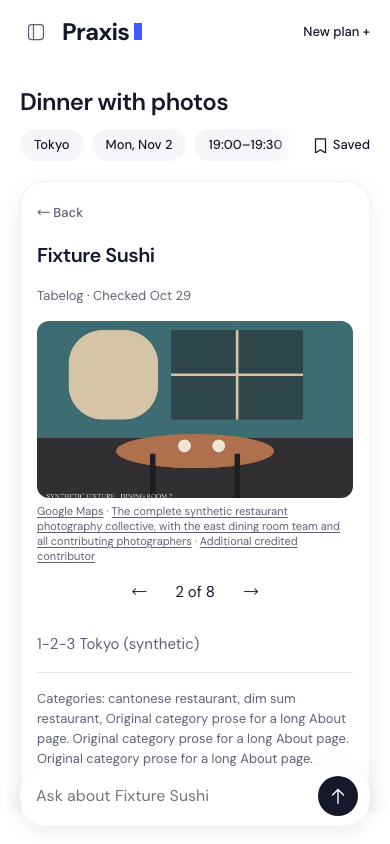 Praxis
New plan +
Dinner with photos
Tokyo
Mon, Nov 2
19:00–19:30
Saved
← Back
Fixture Sushi
Tabelog · Checked Oct 29
SYNTHETIC FIXTURE · DINING ROOM 2
Google Maps · The complete synthetic restaurant
photography collective, with the east dining room team and
all contributing photographers · Additional credited
contributor
← 2 of 8 →
1-2-3 Tokyo (synthetic)
Categories: cantonese restaurant, dim sum
restaurant, Original category prose for a long About
page. Original category prose for a long About page.
Original category prose for a long About page.
Ask about Fixture Sushi